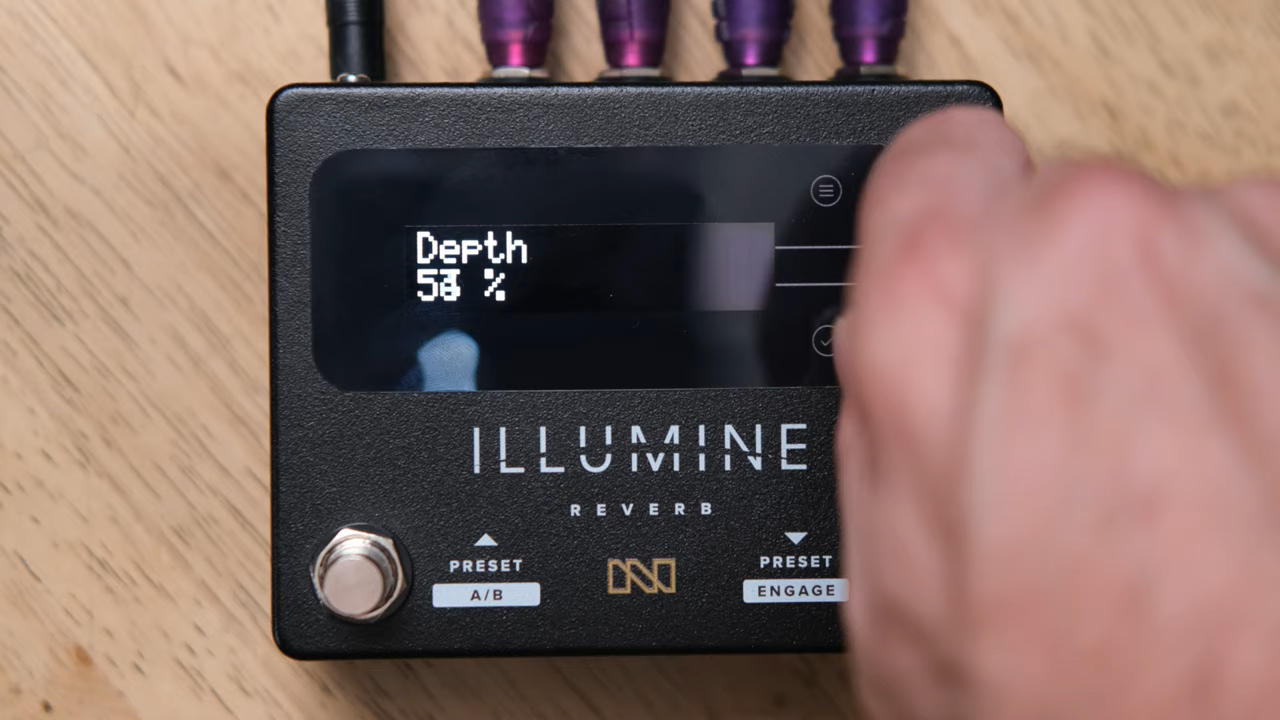 Depth
%
ILLUMINE
REVERB
PRESET
A/B
PRESET
ENGAGE